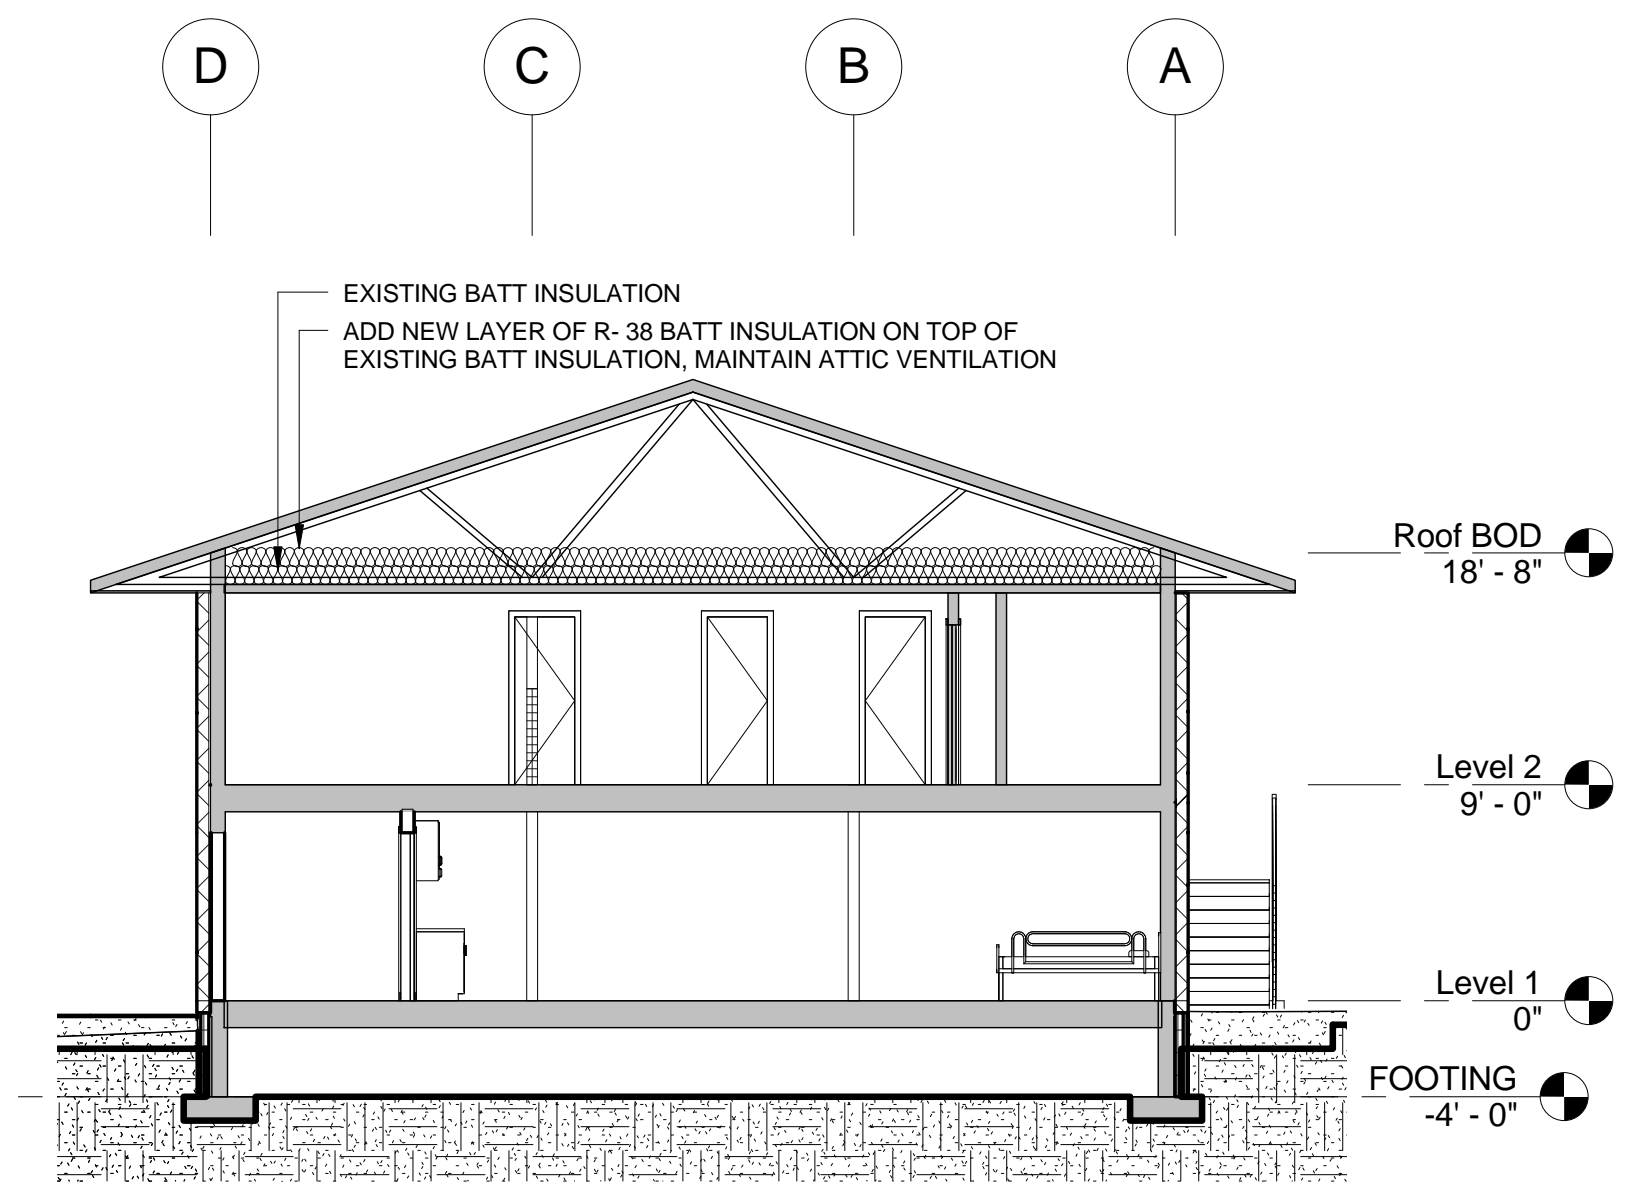 D C B A
EXISTING BATT INSULATION
ADD NEW LAYER OF R- 38 BATT INSULATION ON TOP OF
EXISTING BATT INSULATION, MAINTAIN ATTIC VENTILATION
Roof BOD
18' - 8"
Level 2
9' - 0"
Level 1
0"
FOOTING
-4' - 0"